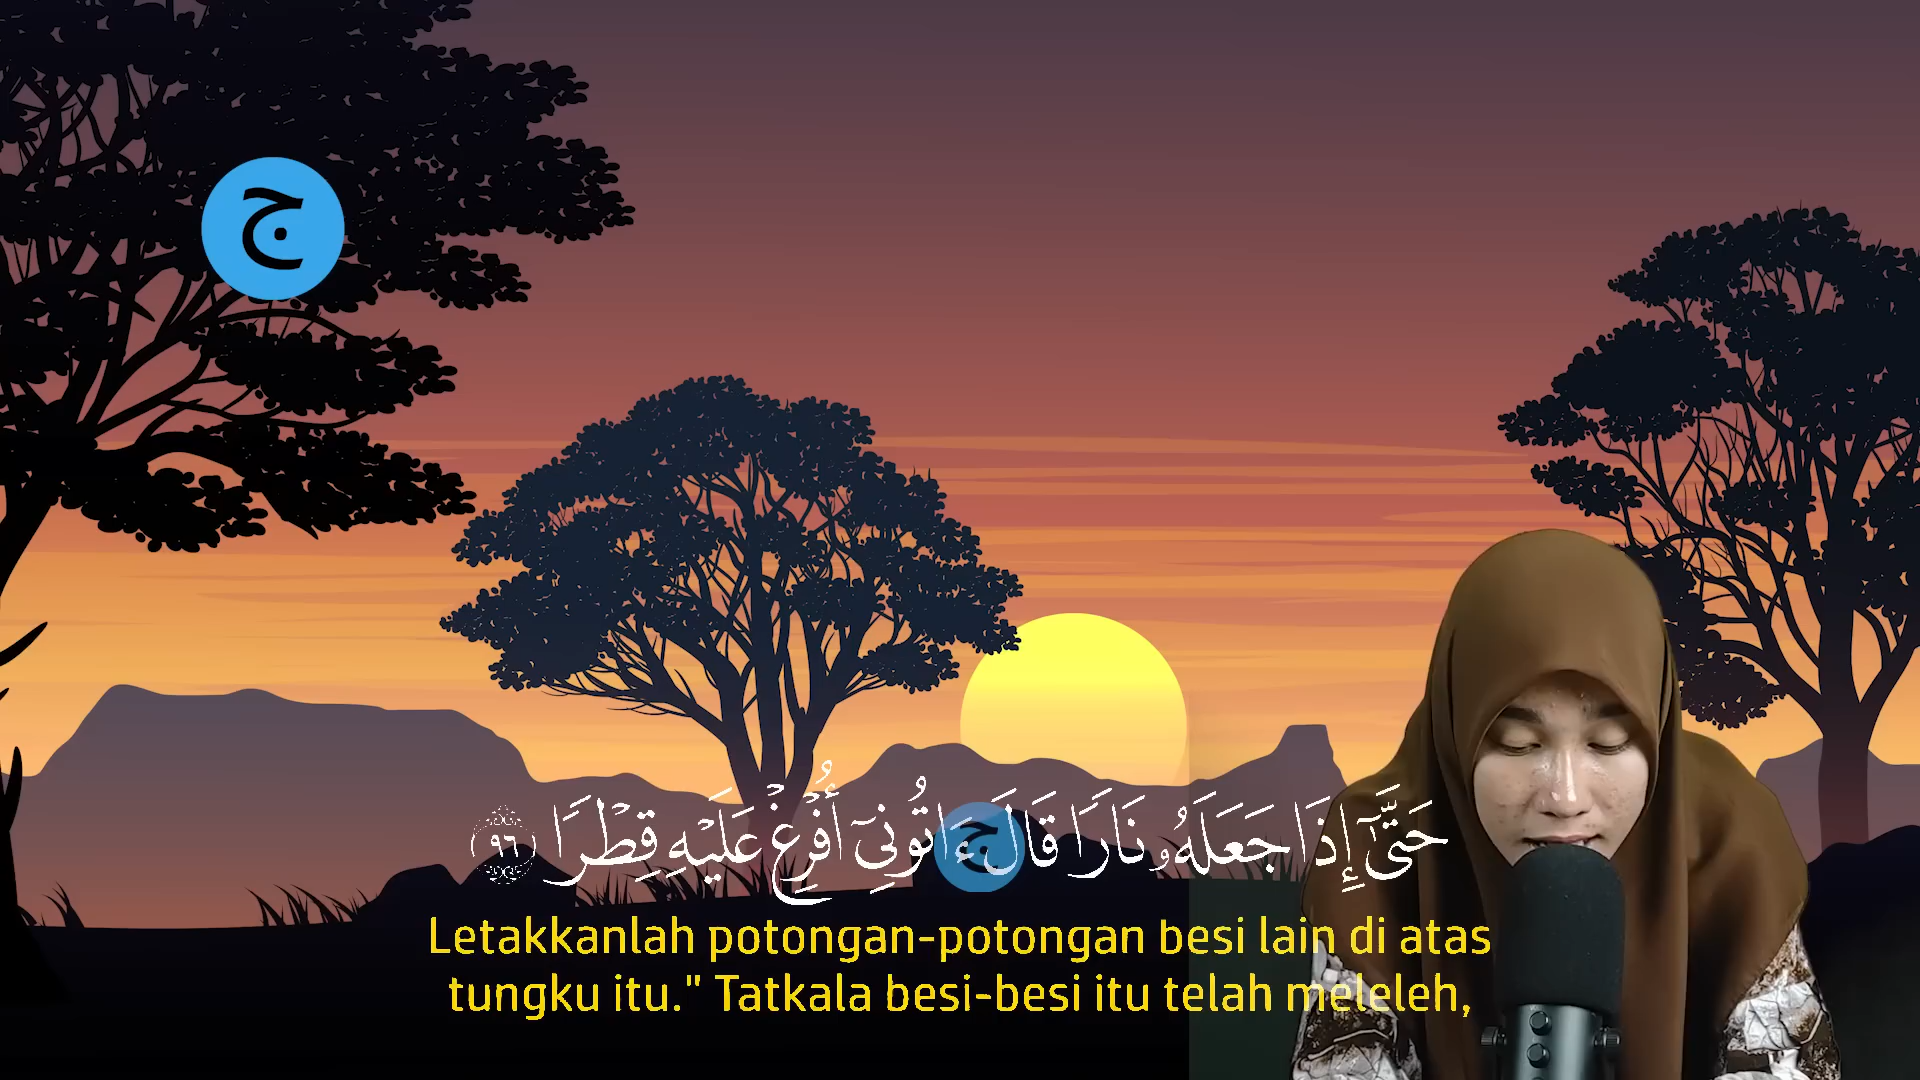 ج
حَتَّىٰٓ إِذَا جَعَلَهُۥ نَارًا قَالَ ءَاتُونِىٓ أُفْرِغْ عَلَيْهِ قِطْرًا ٩٦
ج
Letakkanlah potongan-potongan besi lain di atas
tungku itu." Tatkala besi-besi itu telah meleleh,